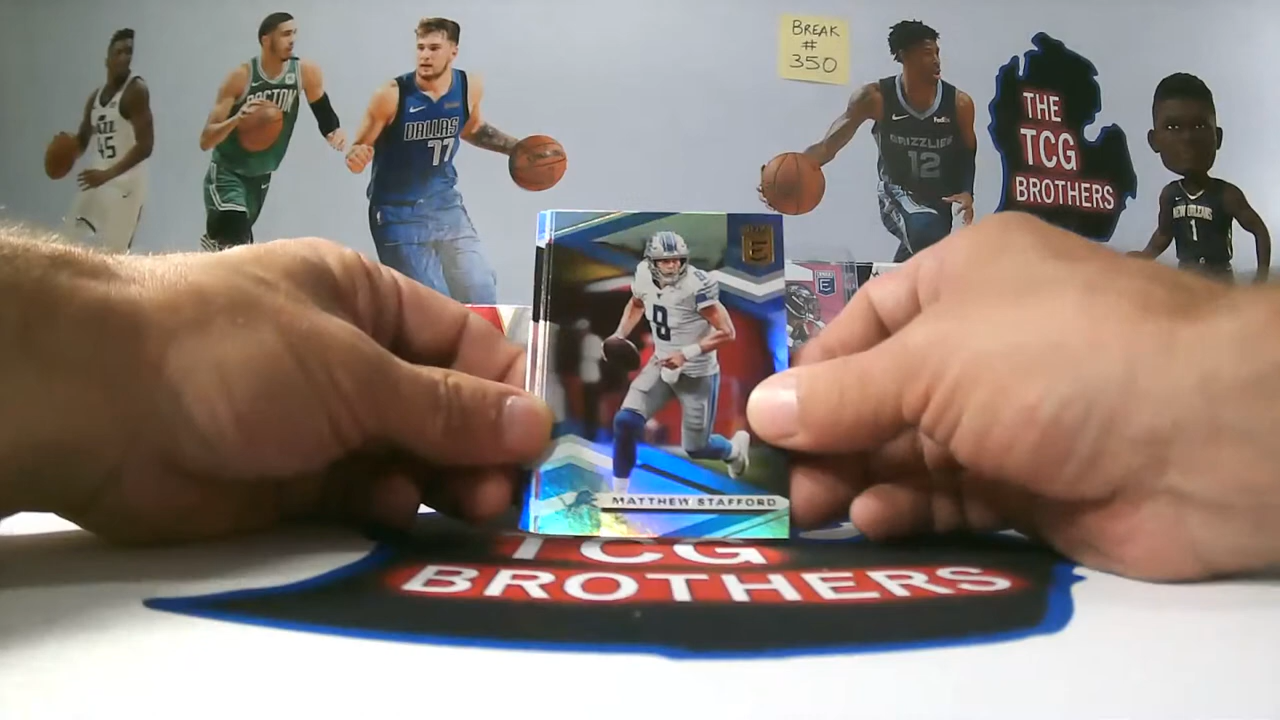 BREAK
#
350
BOSTON
DALLAS
77
GRIZZLIES
12
FedEx
THE
TCG
BROTHERS
NEW ORLEANS
1
45
E
8
MATTHEW STAFFORD
E
TCG
BROTHERS